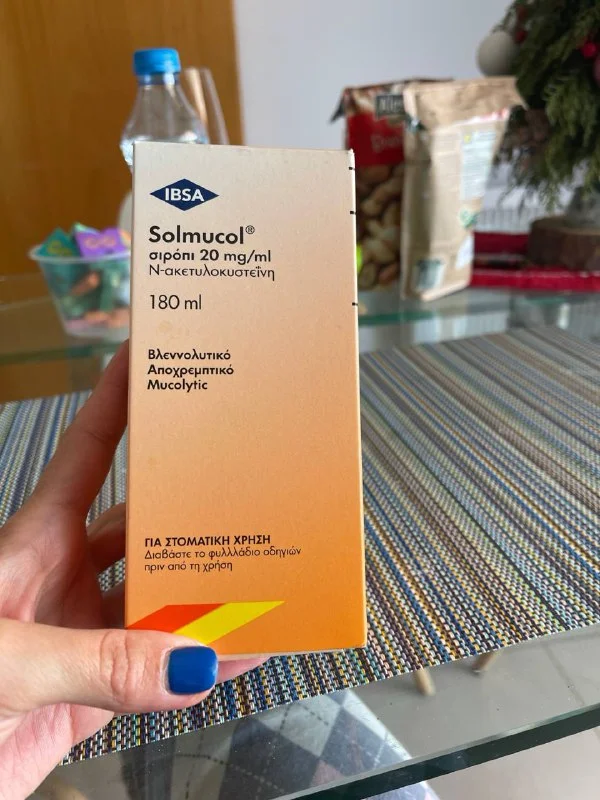 IBSA
Solmucol®
σιρόπι 20 mg/ml
Ν-ακετυλοκυστεΐνη
180 ml
Βλεννολυτικό
Αποχρεμπτικό
Mucolytic
ΓΙΑ ΣΤΟΜΑΤΙΚΗ ΧΡΗΣΗ
Διαβάστε το φυλλλάδιο οδηγιών
πριν από τη χρήση